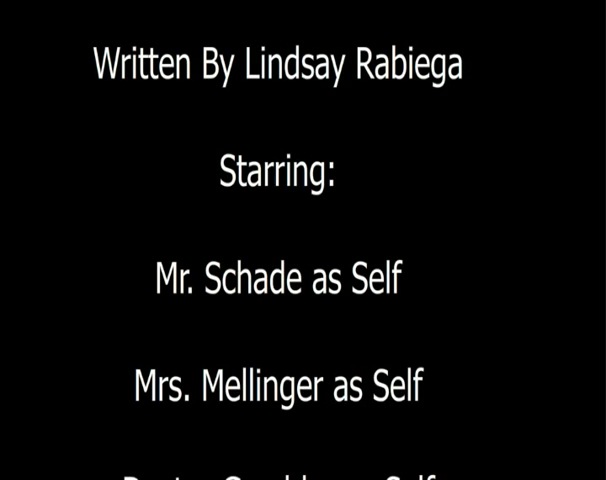 Written By Lindsay Rabiega
Starring:
Mr. Schade as Self
Mrs. Mellinger as Self